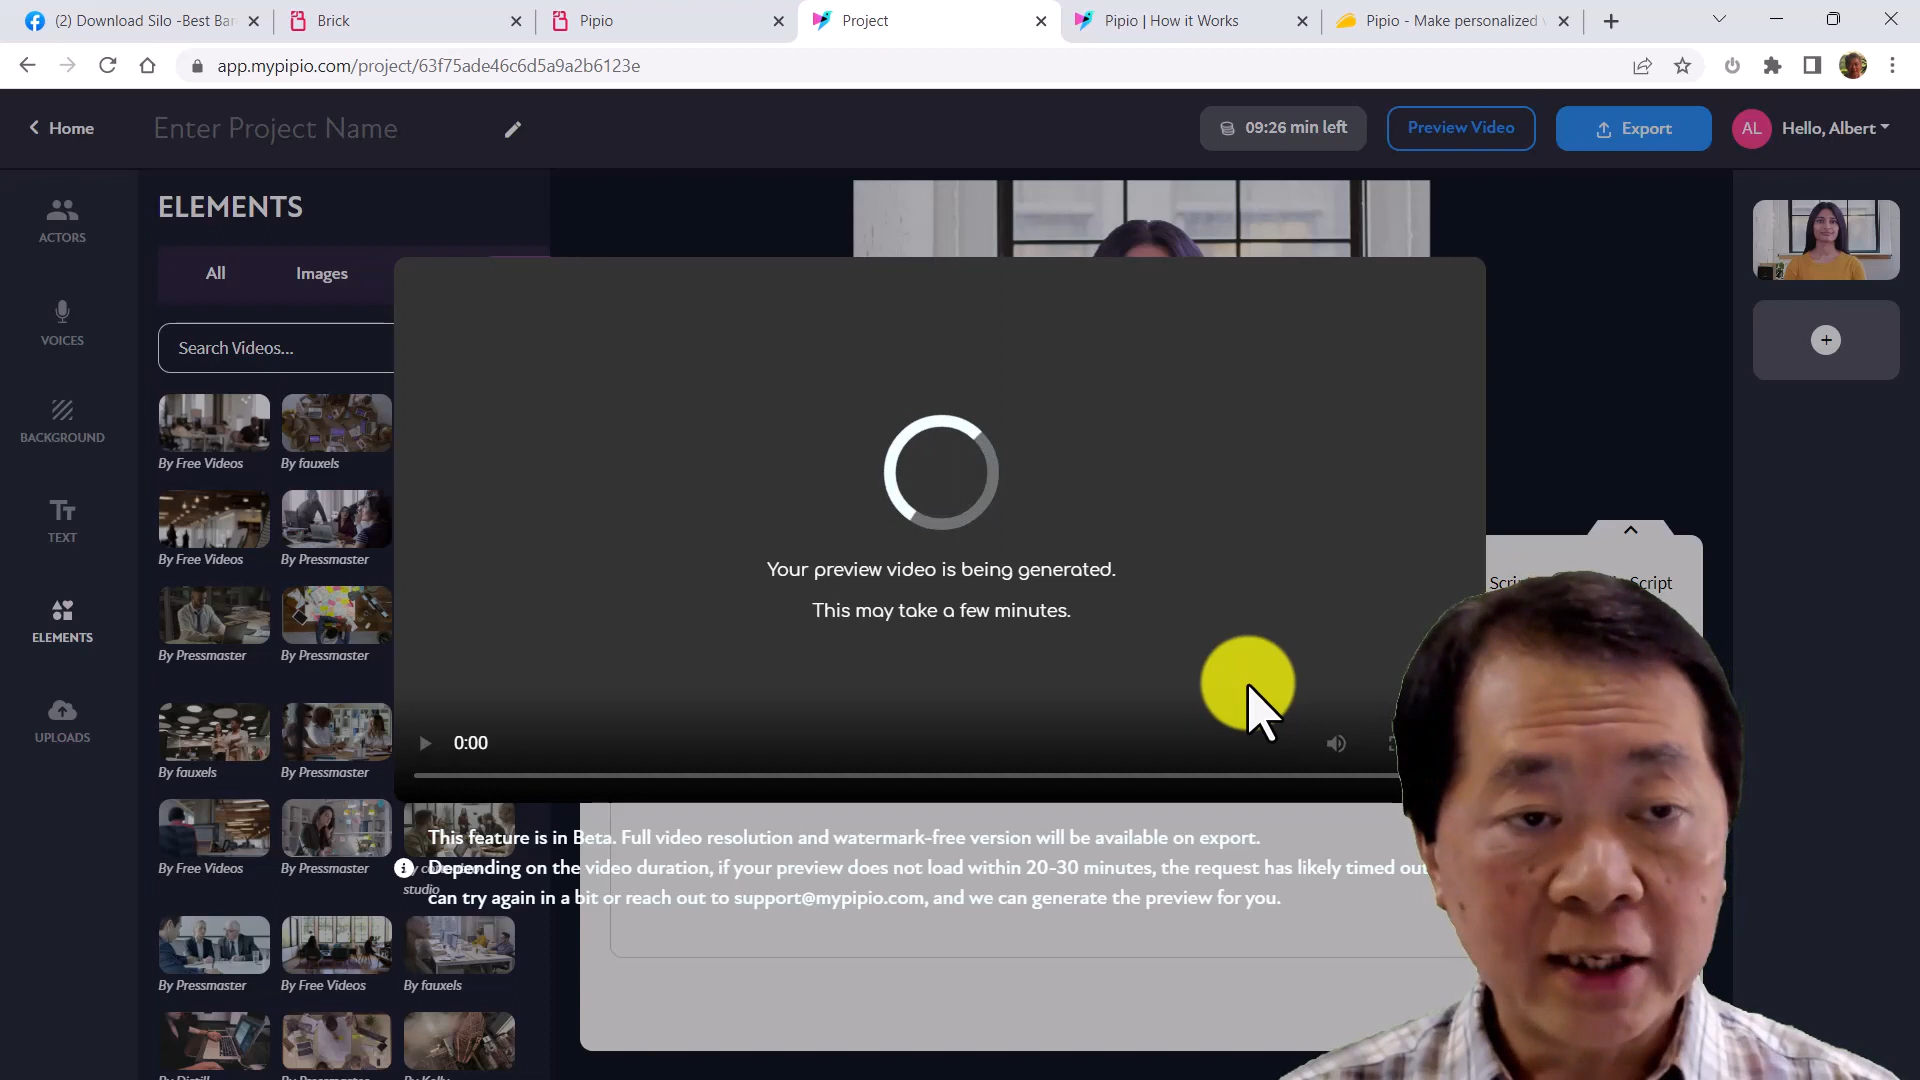 (2) Download Silo -Best Ba
Brick
Pipio
Project
Pipio | How it Works
Pipio - Make personalized
app.mypipio.com/project/63f75ade46c6d5a9a2b6123e
Home
Enter Project Name
09:26 min left
Preview Video
Export
AL
Hello, Albert
ACTORS
VOICES
BACKGROUND
TEXT
ELEMENTS
UPLOADS
ELEMENTS
All
Images
Search Videos...
By Free Videos
By fauxels
By Free Videos
By Pressmaster
By Pressmaster
By Pressmaster
By fauxels
By Pressmaster
By Free Videos
By Pressmaster
studio
By Pressmaster
By Free Videos
By fauxels
Your preview video is being generated.
This may take a few minutes.
0:00
Script
This feature is in Beta. Full video resolution and watermark-free version will be available on export.
Depending on the video duration, if your preview does not load within 20-30 minutes, the request has likely timed out
can try again in a bit or reach out to support@mypipio.com, and we can generate the preview for you.